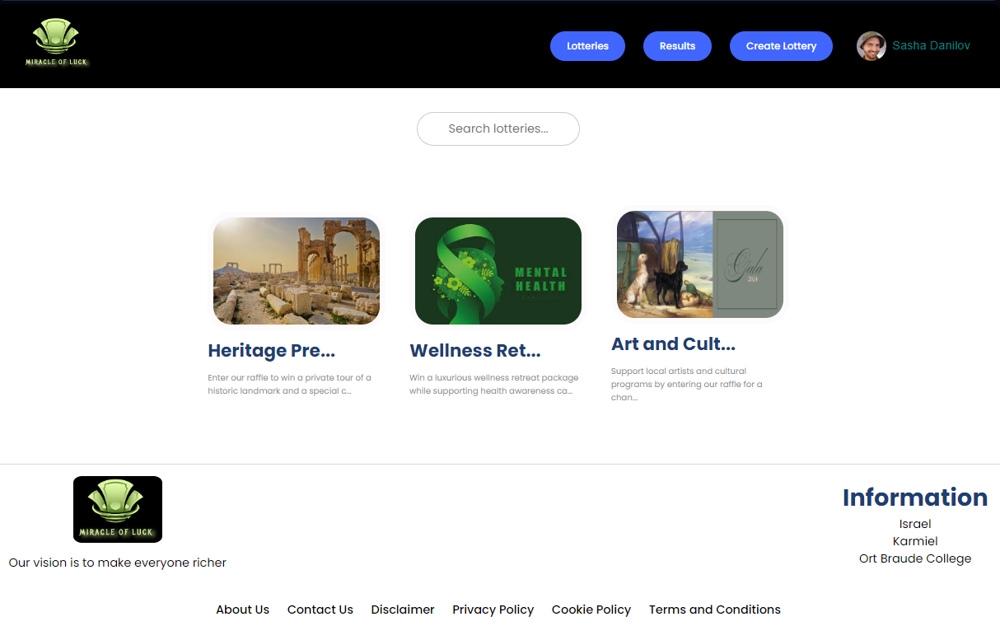 MIRACLE OF LUCK
Lotteries
Results
Create Lottery
Sasha Danilov
Search lotteries...
MENTAL
HEALTH
Gala
2024
Heritage Pre...
Enter our raffle to win a private tour of a
historic landmark and a special c...
Wellness Ret...
Win a luxurious wellness retreat package
while supporting health awareness ca...
Art and Cult...
Support local artists and cultural
programs by entering our raffle for a
chan...
MIRACLE OF LUCK
Our vision is to make everyone richer
Information
Israel
Karmiel
Ort Braude College
About Us
Contact Us
Disclaimer
Privacy Policy
Cookie Policy
Terms and Conditions